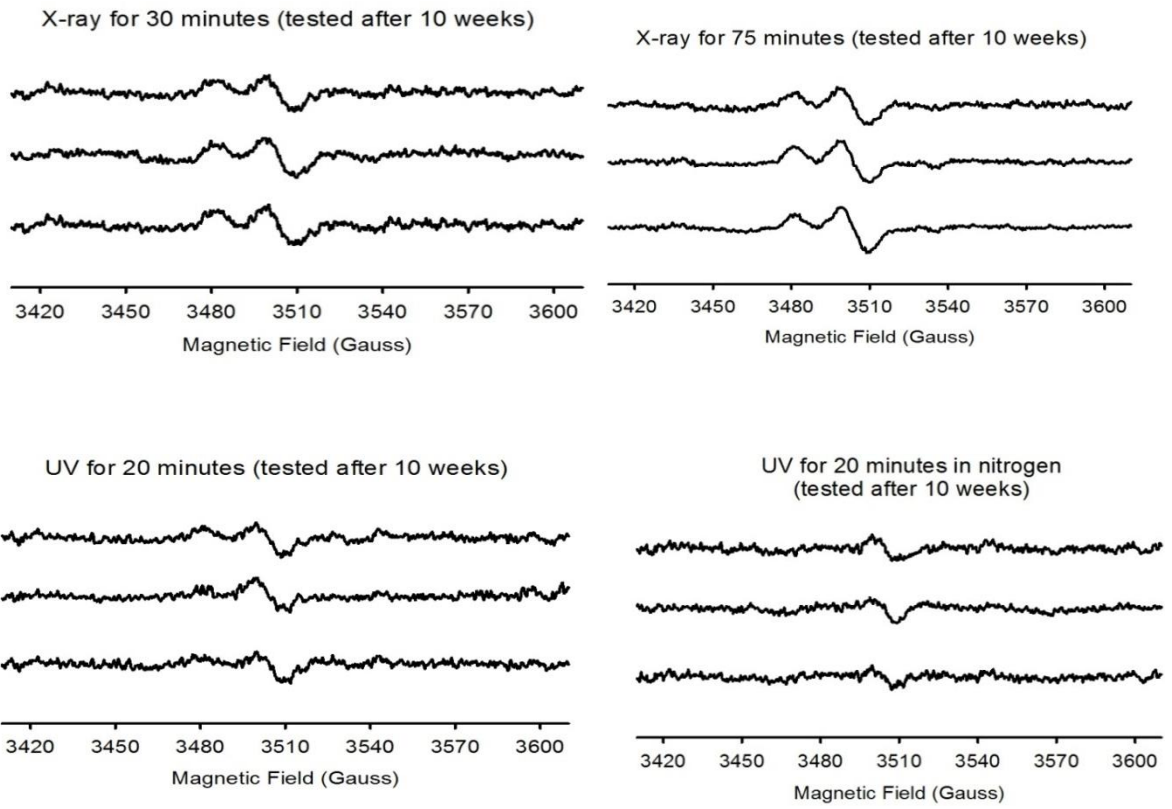 X-ray for 30 minutes (tested after 10 weeks)
3420 3450 3480 3510 3540 3570 3600
Magnetic Field (Gauss)
X-ray for 75 minutes (tested after 10 weeks)
3420 3450 3480 3510 3540 3570 3600
Magnetic Field (Gauss)
UV for 20 minutes (tested after 10 weeks)
3420 3450 3480 3510 3540 3570 3600
Magnetic Field (Gauss)
UV for 20 minutes in nitrogen
(tested after 10 weeks)
3420 3450 3480 3510 3540 3570 3600
Magnetic Field (Gauss)